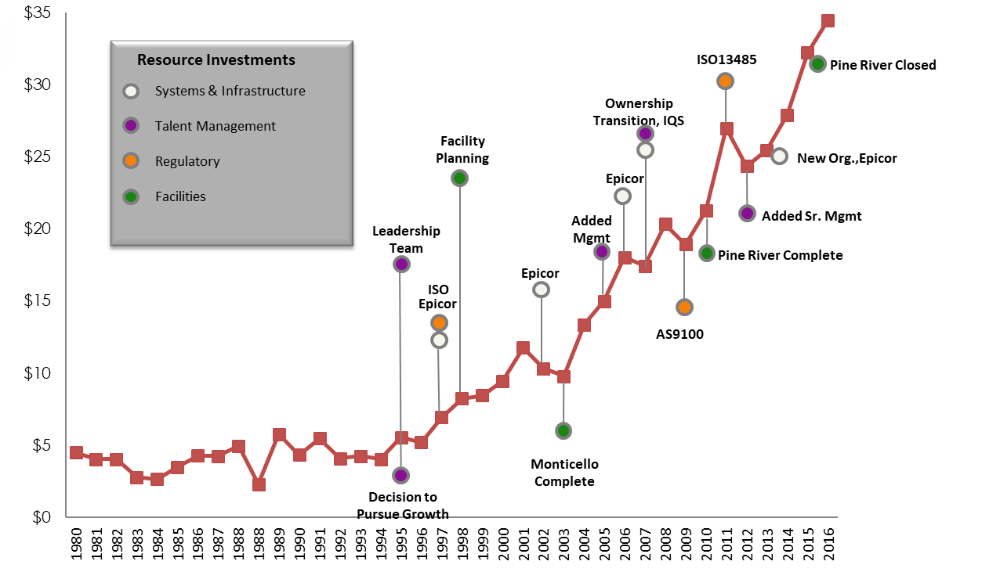 $35
$30
$25
$20
$15
$10
$5
$0
Resource Investments
Systems & Infrastructure
Talent Management
Regulatory
Facilities
Leadership
Team
Decision to
Pursue Growth
ISO
Epicor
Facility
Planning
Epicor
Monticello
Complete
Added
Mgmt
Epicor
Ownership
Transition, IQS
AS9100
Pine River Complete
ISO13485
Added Sr. Mgmt
New Org.,Epicor
Pine River Closed
1980
1981
1982
1983
1984
1985
1986
1987
1988
1988
1990
1991
1992
1993
1994
1995
1996
1997
1998
1999
2000
2001
2002
2003
2004
2005
2006
2007
2008
2009
2010
2011
2012
2013
2014
2015
2016